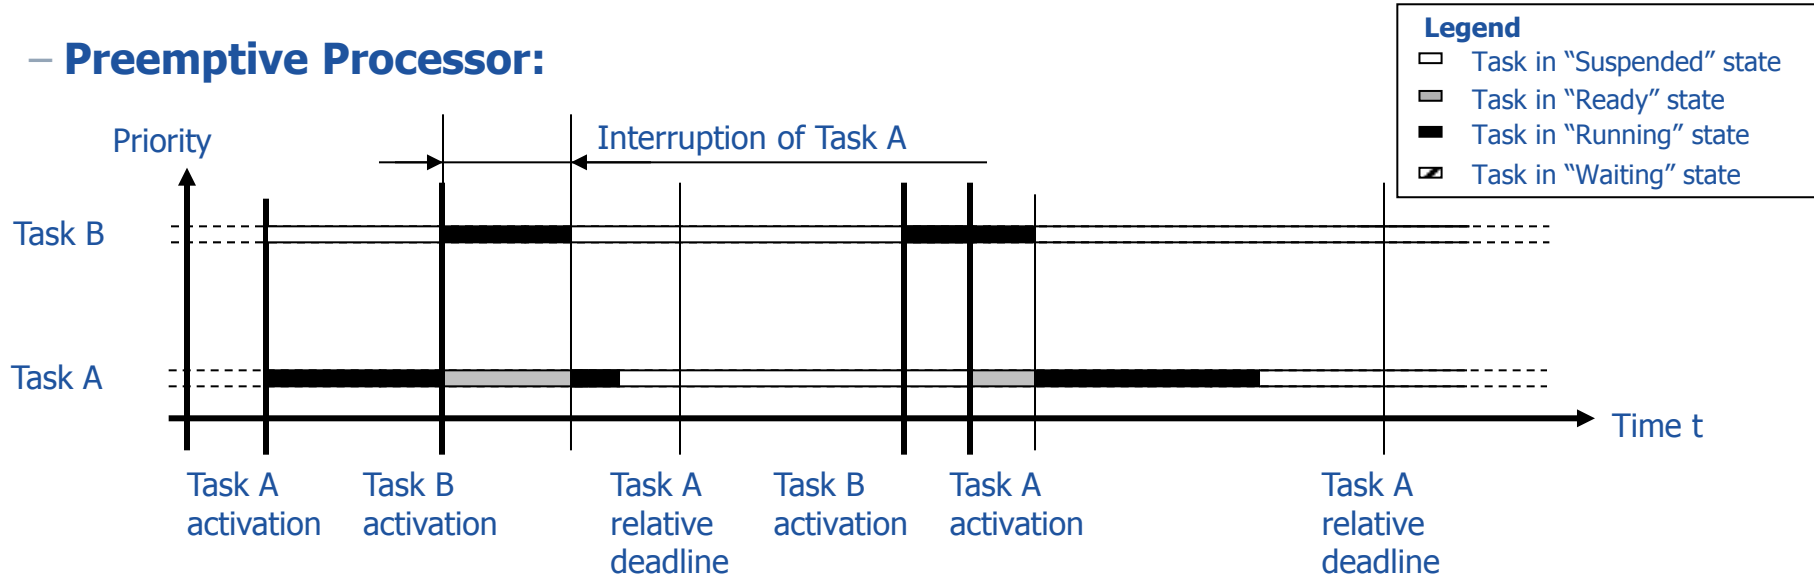 – Preemptive Processor:
Legend
Task in “Suspended” state
Task in “Ready” state
Task in “Running” state
Task in “Waiting” state
Priority
Interruption of Task A
Task B
Task A
Time t
Task A
activation
Task B
activation
Task A
relative
deadline
Task B
activation
Task A
activation
Task A
relative
deadline